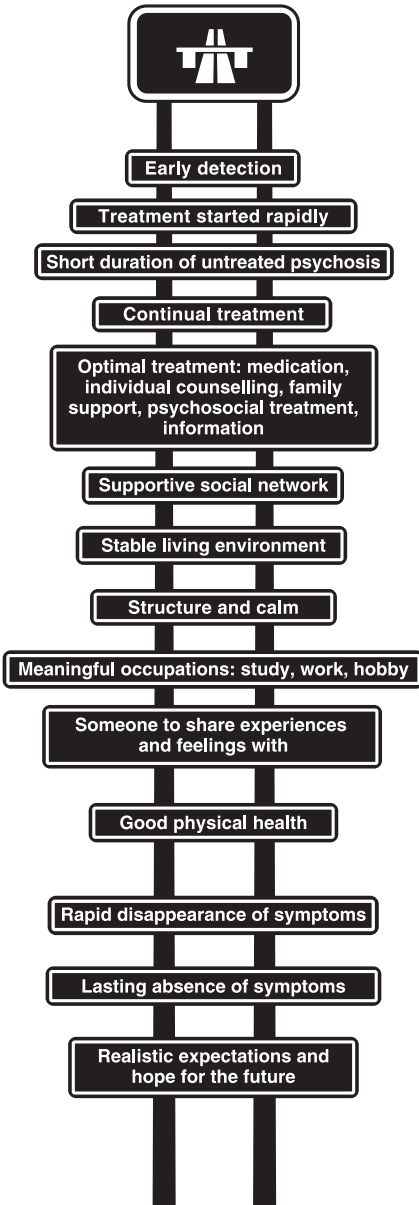 Early detection
Treatment started rapidly
Short duration of untreated psychosis
Continual treatment
Optimal treatment: medication,
individual counselling, family
support, psychosocial treatment,
information
Supportive social network
Stable living environment
Structure and calm
Meaningful occupations: study, work, hobby
Someone to share experiences
and feelings with
Good physical health
Rapid disappearance of symptoms
Lasting absence of symptoms
Realistic expectations and
hope for the future